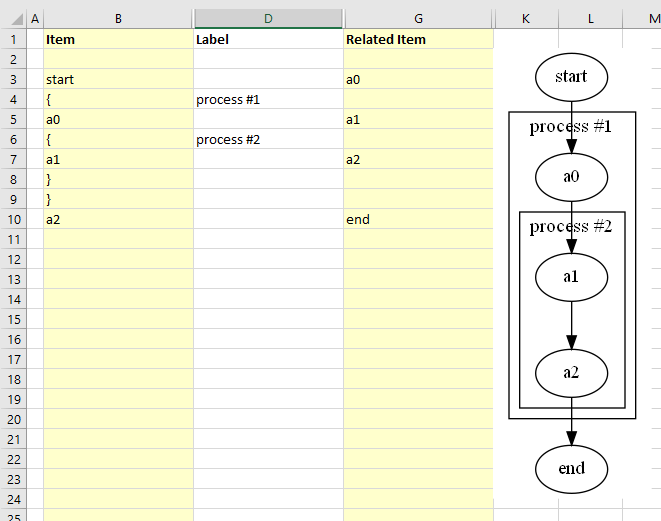 A B D G K L M
1 Item Label Related Item
2
3 start a0
4 { process #1
5 a0 a1
6 { process #2
7 a1 a2
8 }
9 }
10 a2 end
11
12
13
14
15
16
17
18
19
20
21
22
23
24
25
start
process #1
a0
process #2
a1
a2
end